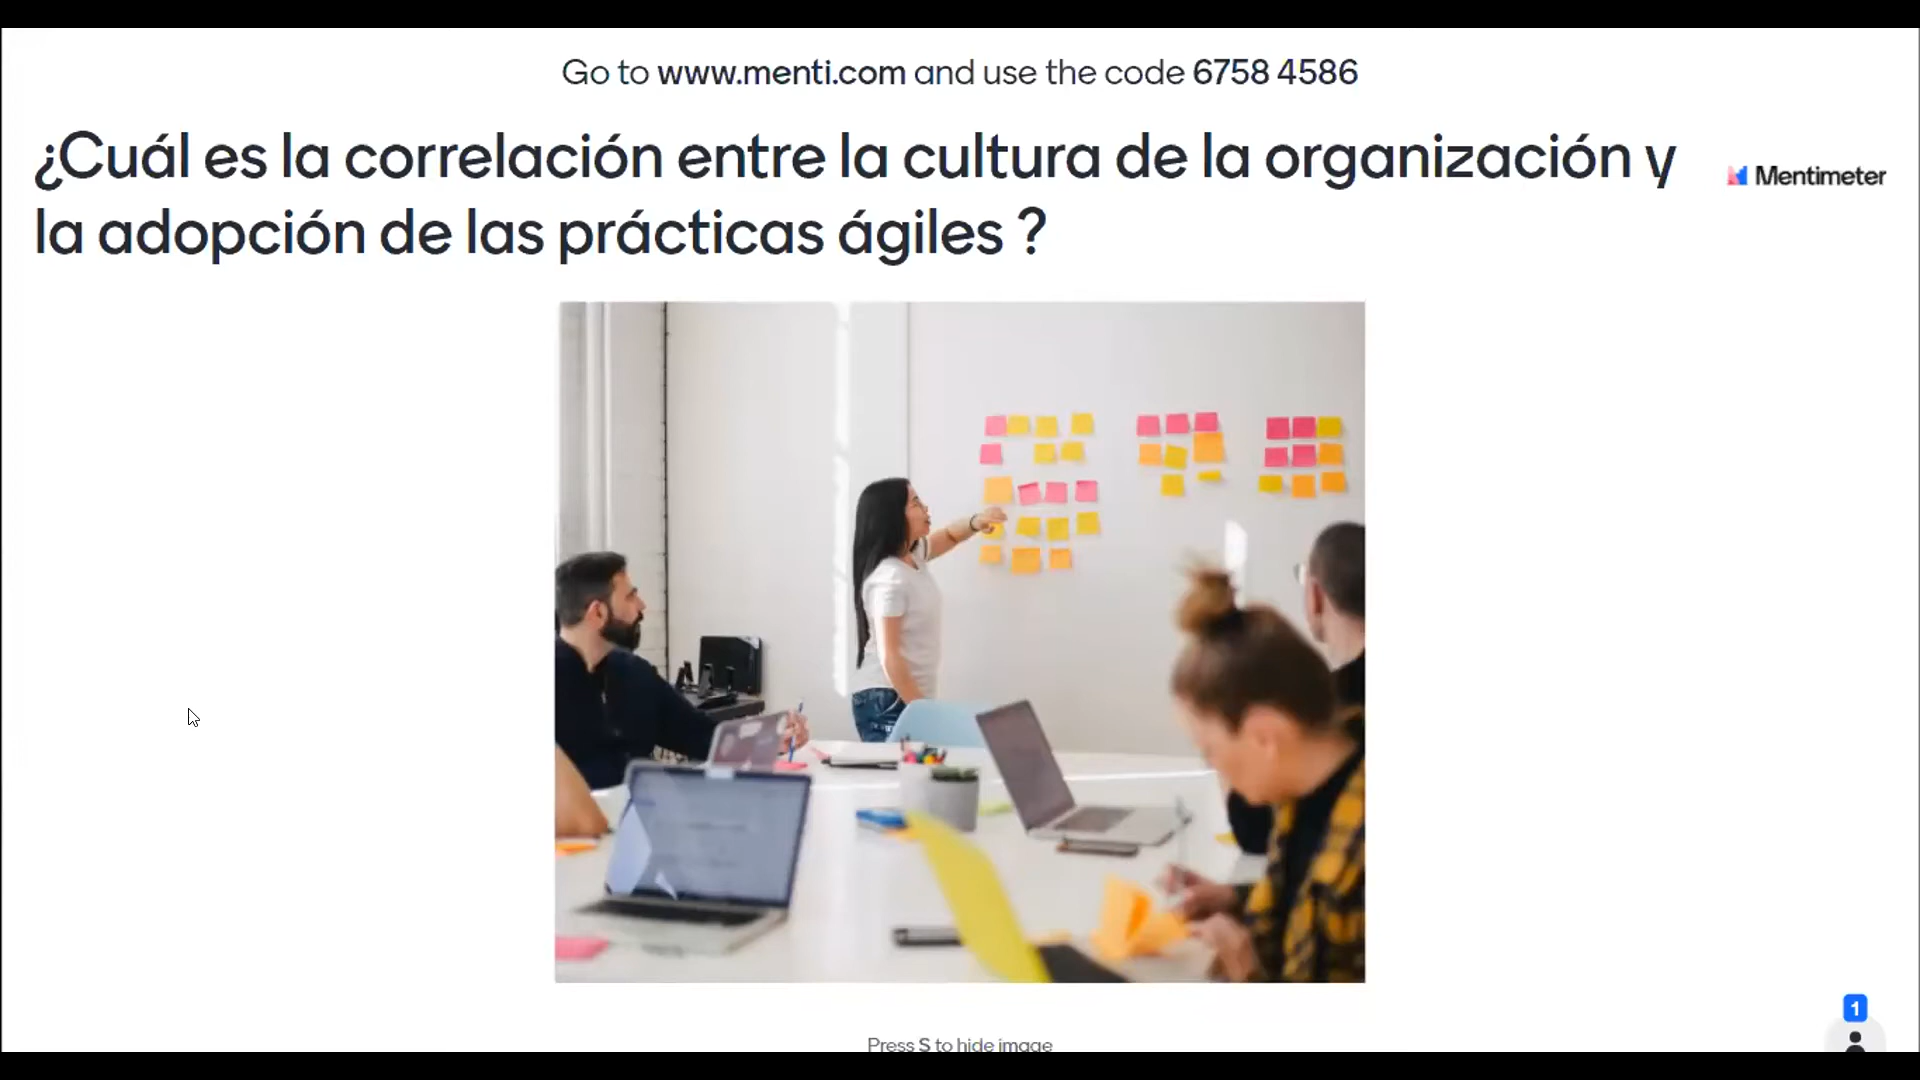 Go to www.menti.com and use the code 6758 4586
¿Cuál es la correlación entre la cultura de la organización y
la adopción de las prácticas ágiles ?
Mentimeter
1
Press S to hide image